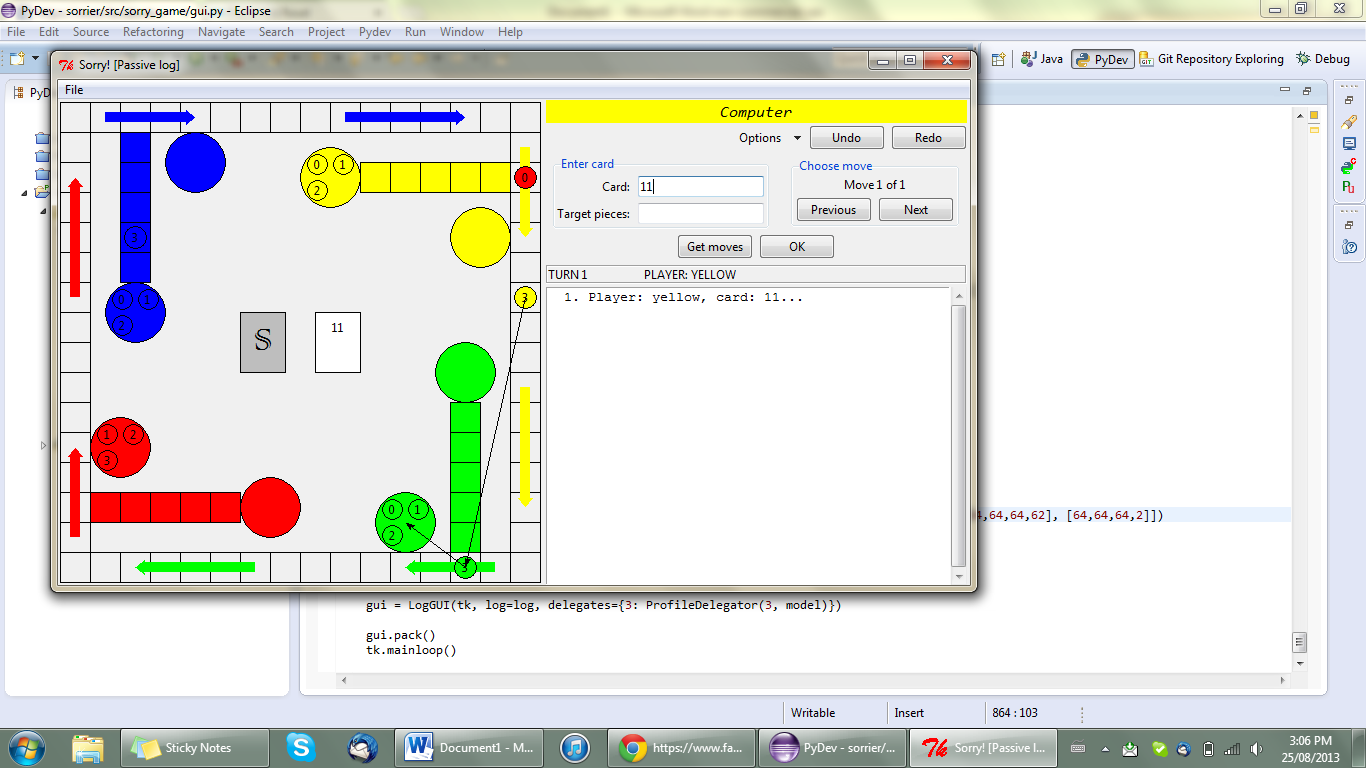 PyDev - sorrier/src/sorry_game/gui.py - Eclipse
File Edit Source Refactoring Navigate Search Project Pydev Run Window Help
Java PyDev Git Repository Exploring Debug
Sorry! [Passive log]
File
Computer
Options Undo Redo
Enter card
Card: 11
Target pieces:
Choose move
Move 1 of 1
Previous Next
Get moves OK
TURN 1 PLAYER: YELLOW
1. Player: yellow, card: 11...
0 1
2
0
3
3
0 1
2
S
11
1 2
3
0 1
2
3
,64,64,62], [64,64,64,2]])
gui = LogGUI(tk, log=log, delegates={3: ProfileDelegator(3, model)})
gui.pack()
tk.mainloop()
Writable Insert 864 : 103
Sticky Notes
Document1 - M...
https://www.fa...
PyDev - sorrier/...
Sorry! [Passive l...
3:06 PM
25/08/2013